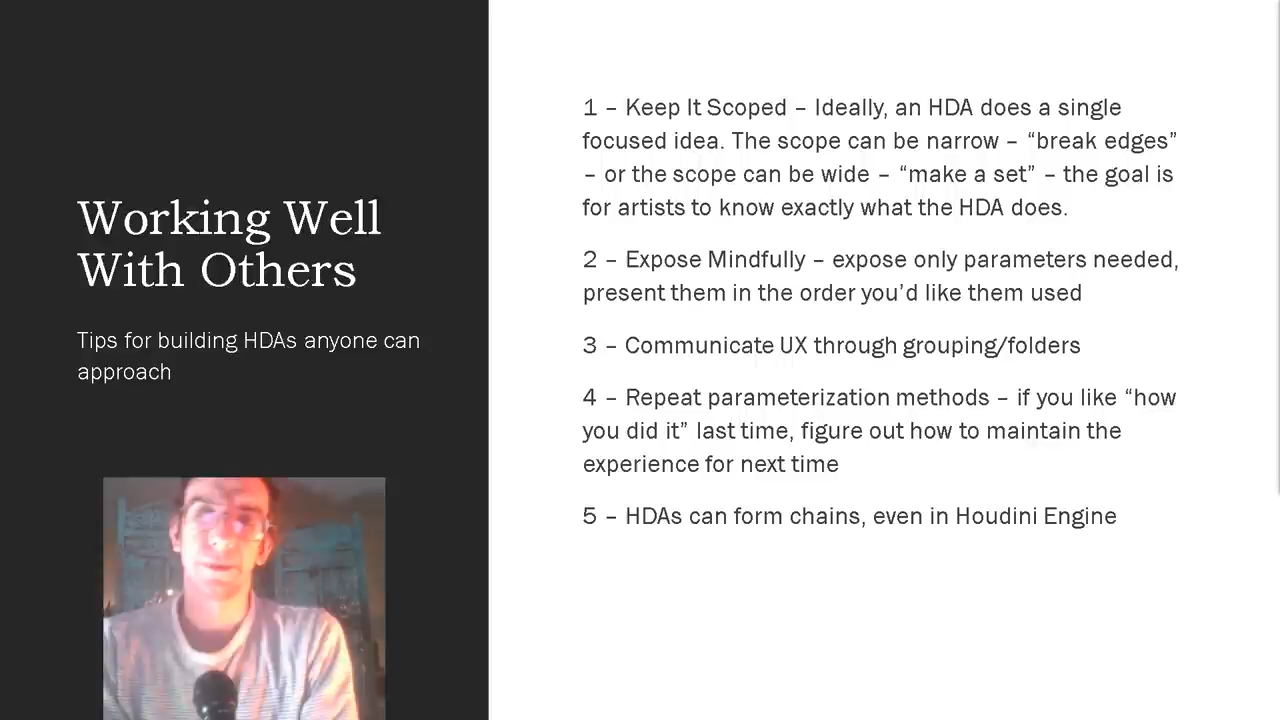 Working Well
With Others
Tips for building HDAs anyone can
approach
1 – Keep It Scoped – Ideally, an HDA does a single
focused idea. The scope can be narrow – “break edges”
– or the scope can be wide – “make a set” – the goal is
for artists to know exactly what the HDA does.
2 – Expose Mindfully – expose only parameters needed,
present them in the order you’d like them used
3 – Communicate UX through grouping/folders
4 – Repeat parameterization methods – if you like “how
you did it” last time, figure out how to maintain the
experience for next time
5 – HDAs can form chains, even in Houdini Engine